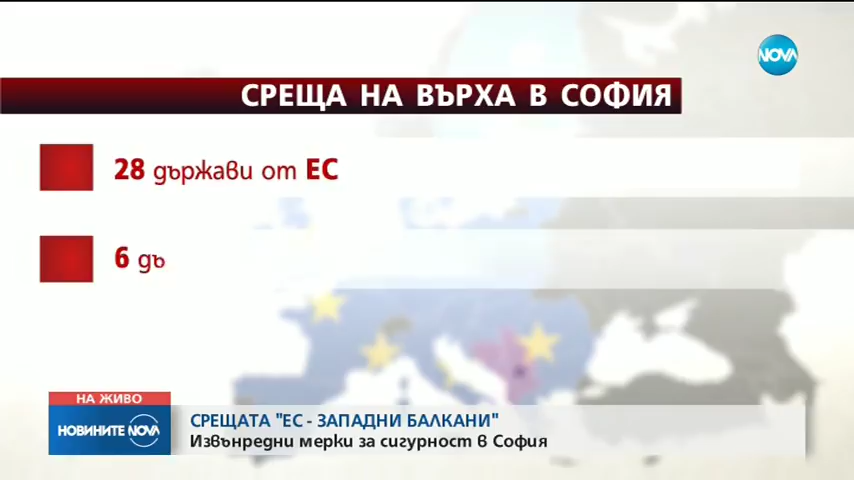 NOVA
СРЕЩА НА ВЪРХА В СОФИЯ
28 държави от ЕС
6 дъ
НА ЖИВО
НОВИНИТЕ NOVA
СРЕЩАТА "ЕС - ЗАПАДНИ БАЛКАНИ"
Извънредни мерки за сигурност в София